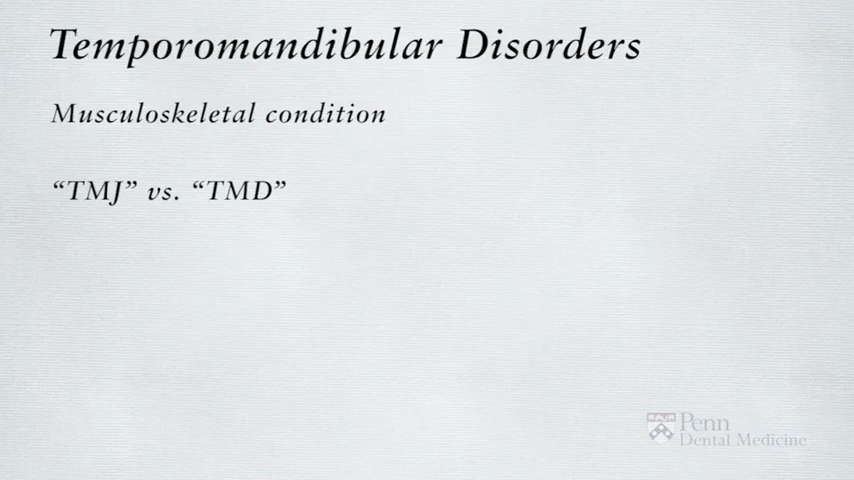 Temporomandibular Disorders
Musculoskeletal condition
“TMJ” vs. “TMD”
Penn
Dental Medicine